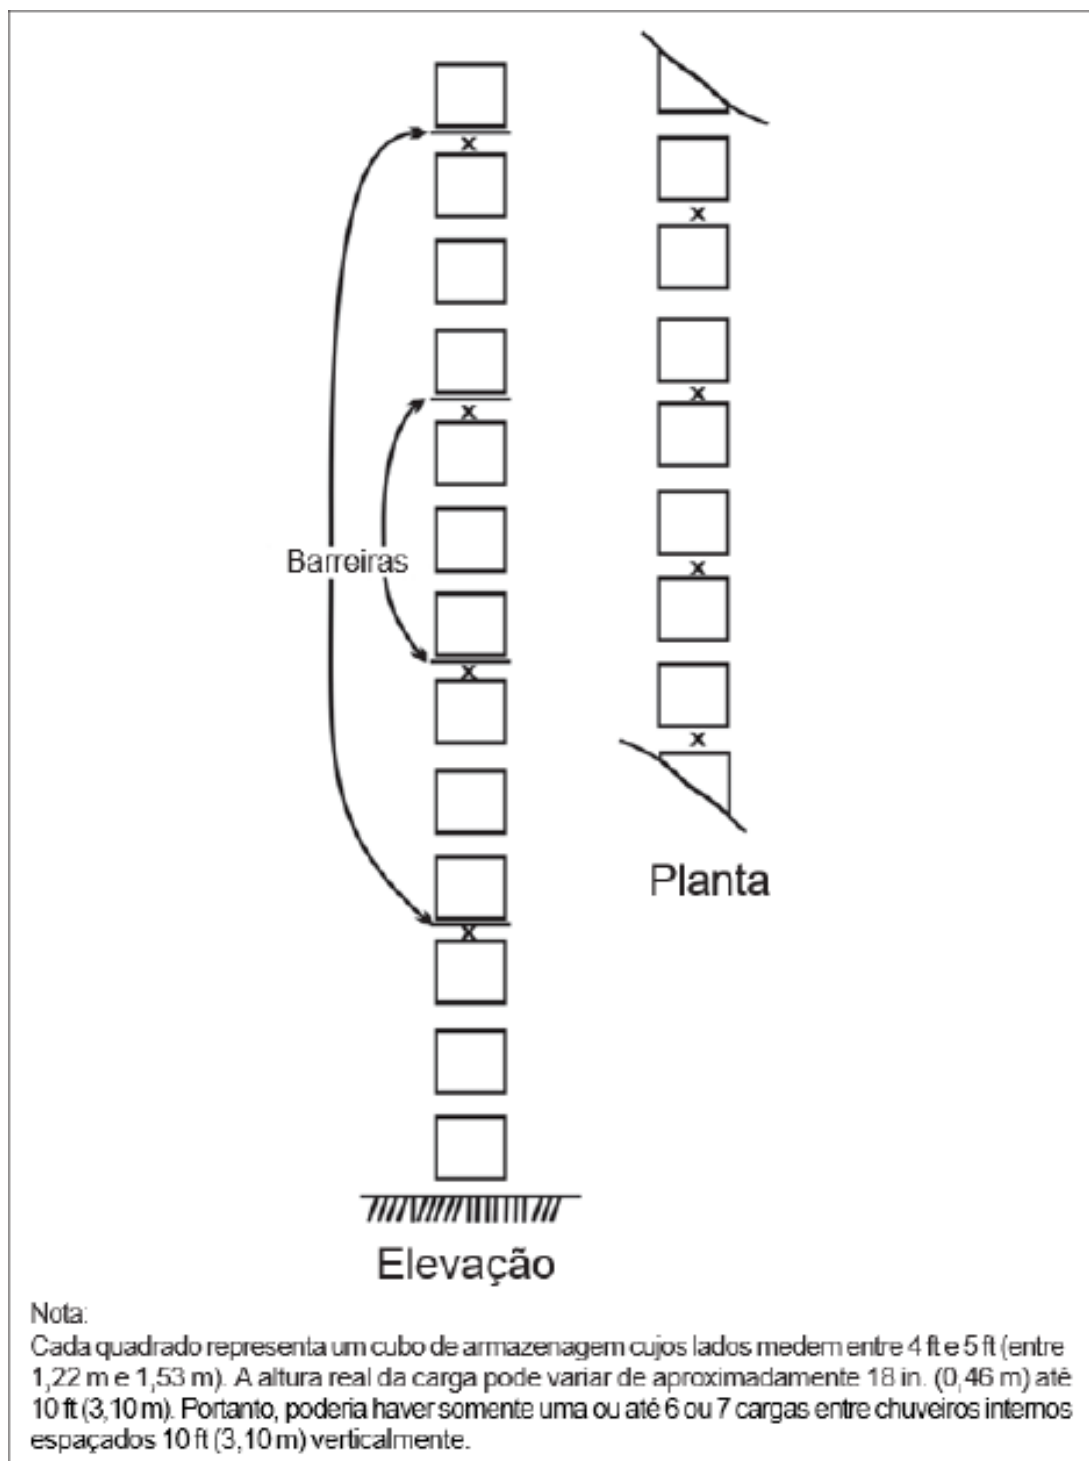 x
x
x
x
Barreiras
x
x
x
x
Planta
x
Elevação
Nota:
Cada quadrado representa um cubo de armazenagem cujos lados medem entre 4 ft e 5 ft (entre
1,22 m e 1,53 m). A altura real da carga pode variar de aproximadamente 18 in. (0,46 m) até
10 ft (3,10 m). Portanto, poderia haver somente uma ou até 6 ou 7 cargas entre chuveiros internos
espaçados 10 ft (3,10 m) verticalmente.